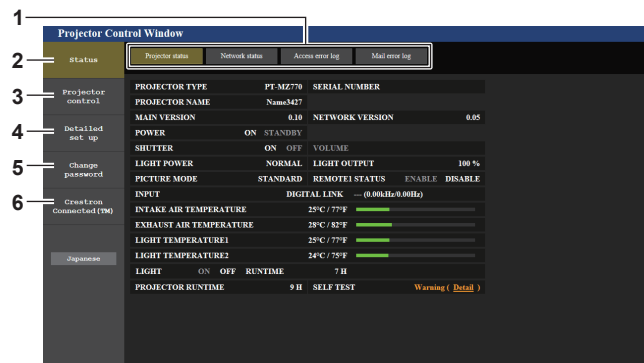 1
Projector Control Window
2
Status
Projector status
Network status
Access error log
Mail error log
3
Projector
control
4
Detailed
set up
5
Change
password
6
Crestron
Connected(TM)
Japanese
PROJECTOR TYPE PT-MZ770 SERIAL NUMBER
PROJECTOR NAME Name3427
MAIN VERSION 0.10 NETWORK VERSION 0.05
POWER ON STANDBY
SHUTTER ON OFF VOLUME
LIGHT POWER NORMAL LIGHT OUTPUT 100 %
PICTURE MODE STANDARD REMOTE1 STATUS ENABLE DISABLE
INPUT DIGITAL LINK --- (0.00kHz/0.00Hz)
INTAKE AIR TEMPERATURE 25°C / 77°F
EXHAUST AIR TEMPERATURE 28°C / 82°F
LIGHT TEMPERATURE1 25°C / 77°F
LIGHT TEMPERATURE2 24°C / 75°F
LIGHT ON OFF RUNTIME 7 H
PROJECTOR RUNTIME 9 H SELF TEST Warning ( Detail )